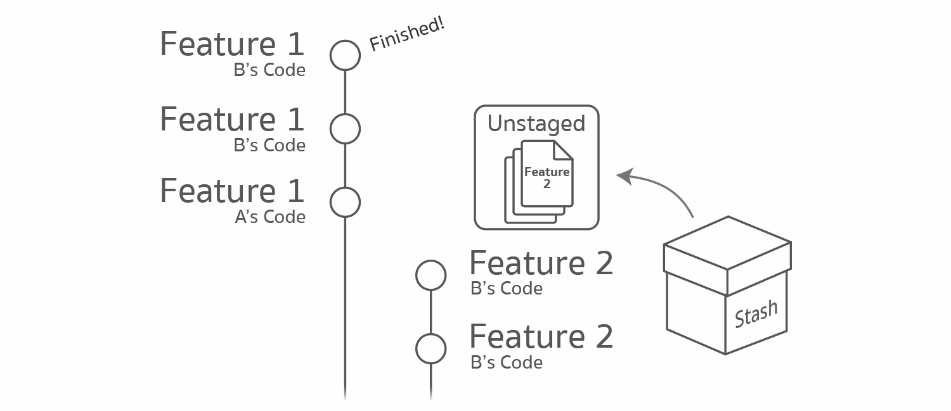 Feature 1
B's Code
Finished!
Feature 1
B's Code
Feature 1
A's Code
Unstaged
Feature
2
Feature 2
B's Code
Feature 2
B's Code
Stash